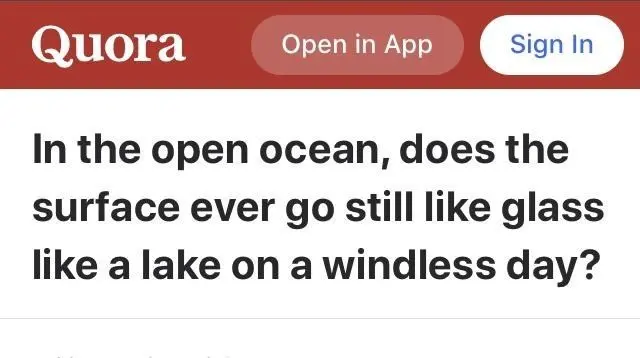 Quora
Open in App
Sign In
In the open ocean, does the
surface ever go still like glass
like a lake on a windless day?